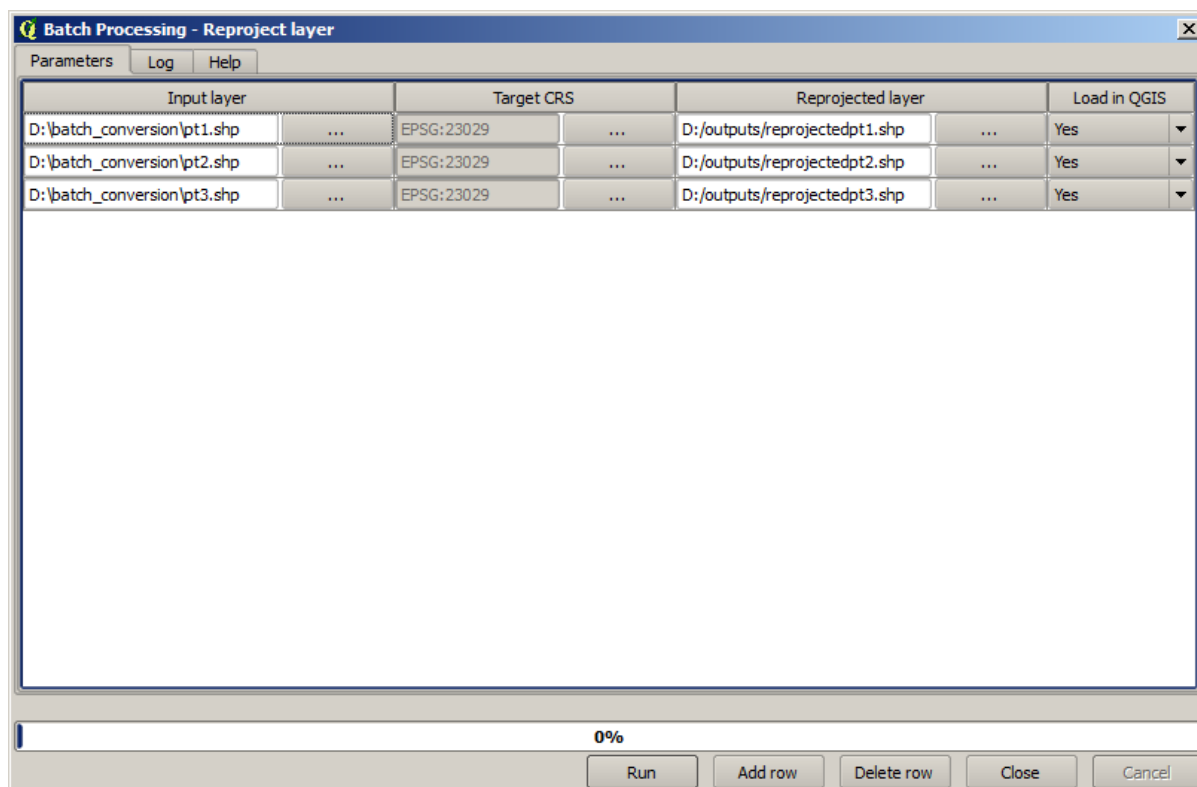 Batch Processing - Reproject layer
Parameters Log Help
Input layer Target CRS Reprojected layer Load in QGIS
D:\batch_conversion\pt1.shp ... EPSG:23029 ... D:/outputs/reprojectedpt1.shp ... Yes
D:\batch_conversion\pt2.shp ... EPSG:23029 ... D:/outputs/reprojectedpt2.shp ... Yes
D:\batch_conversion\pt3.shp ... EPSG:23029 ... D:/outputs/reprojectedpt3.shp ... Yes
0%
Run Add row Delete row Close Cancel